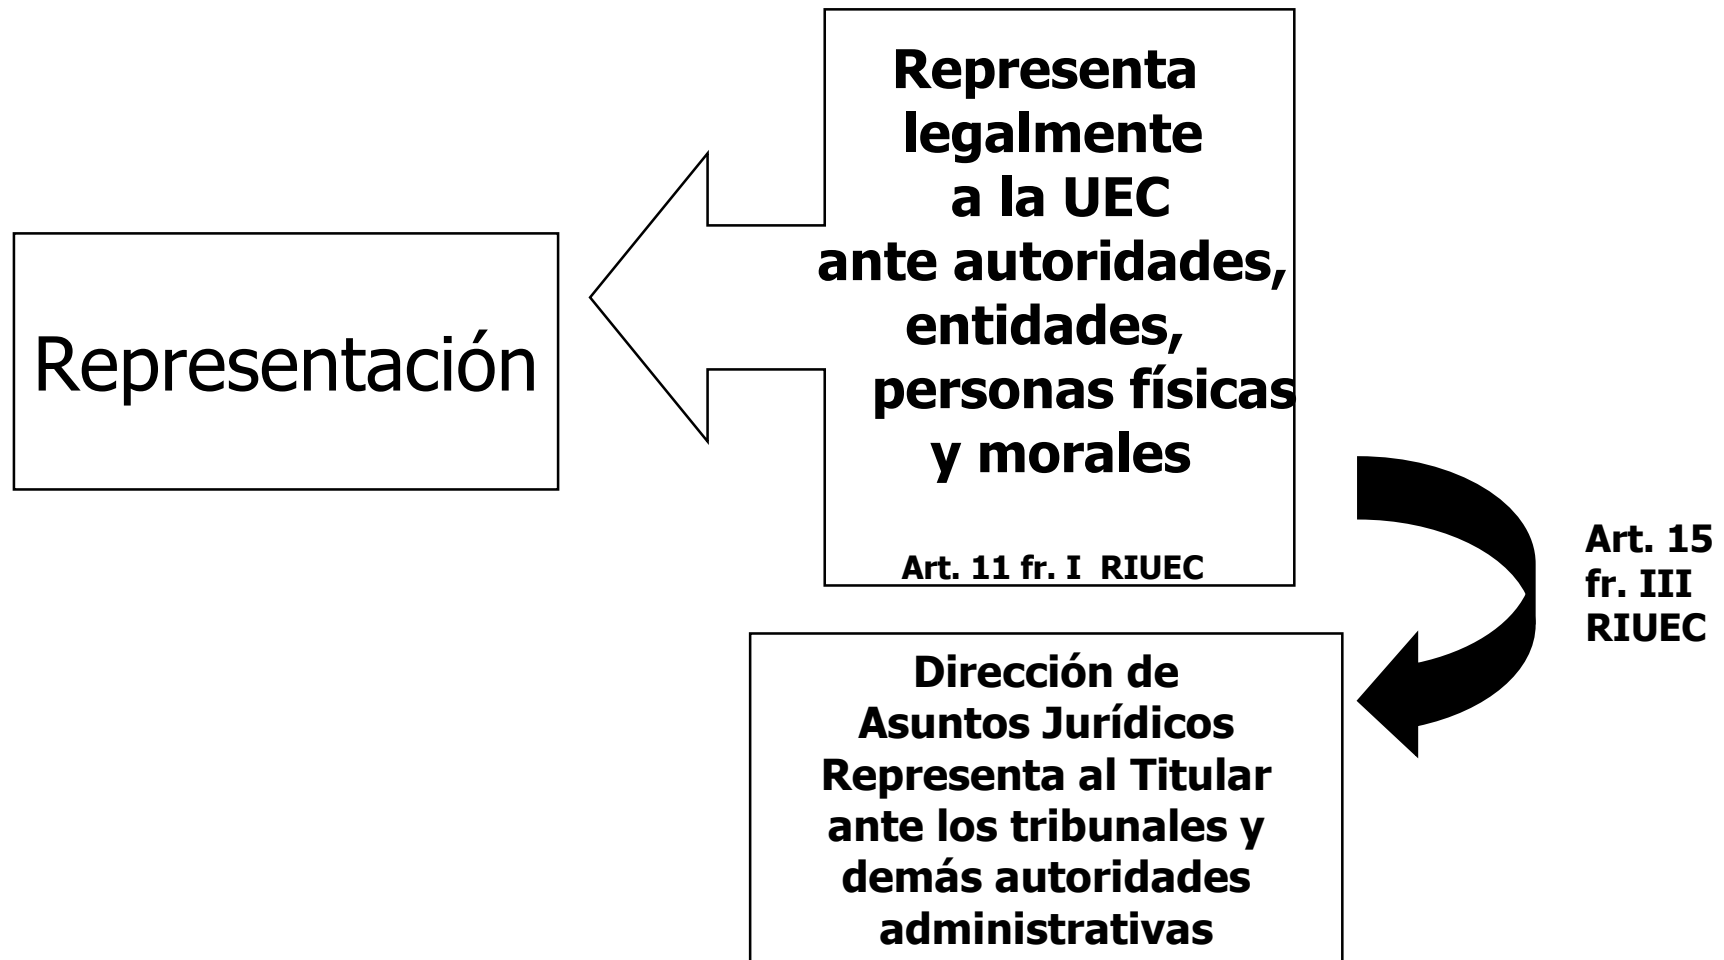 Representación
Representa
legalmente
a la UEC
ante autoridades,
entidades,
personas físicas
y morales
Art. 11 fr. I RIUEC
Art. 15
fr. III
RIUEC
Dirección de
Asuntos Jurídicos
Representa al Titular
ante los tribunales y
demás autoridades
administrativas